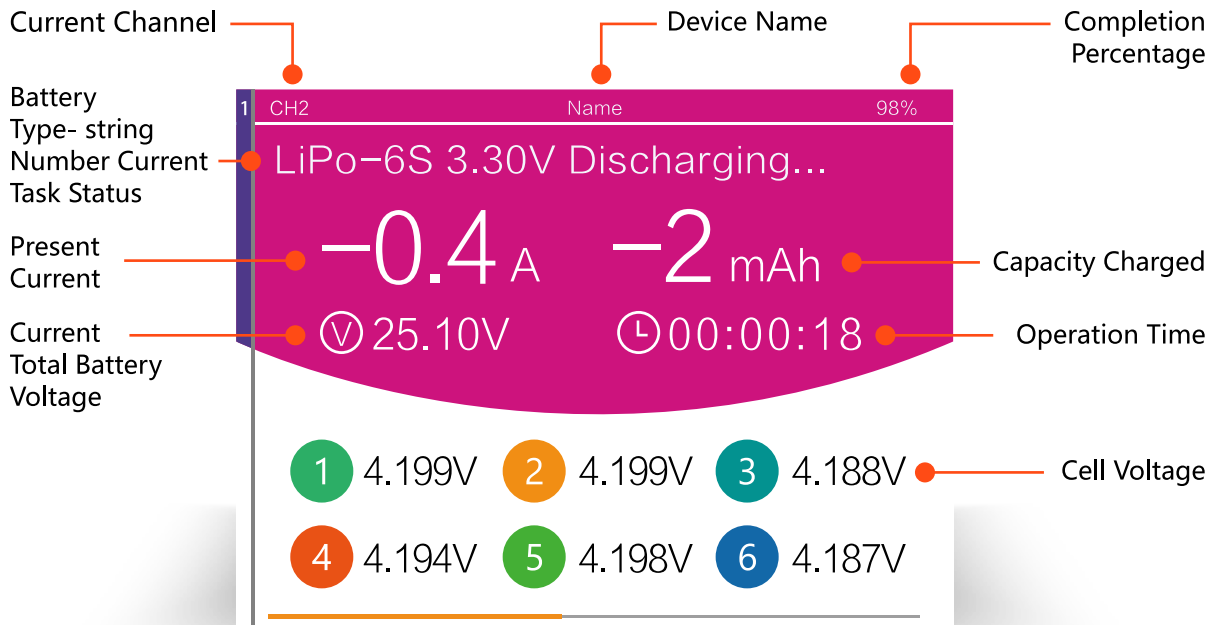 Current Channel
Device Name
Completion
Percentage
Battery
Type- string
Number Current
Task Status
1 CH2 Name 98%
LiPo-6S 3.30V Discharging...
Present
Current
-0.4 A -2 mAh
Capacity Charged
Current
Total Battery
Voltage
V 25.10V 00:00:18
Operation Time
1 4.199V 2 4.199V 3 4.188V
Cell Voltage
4 4.194V 5 4.198V 6 4.187V